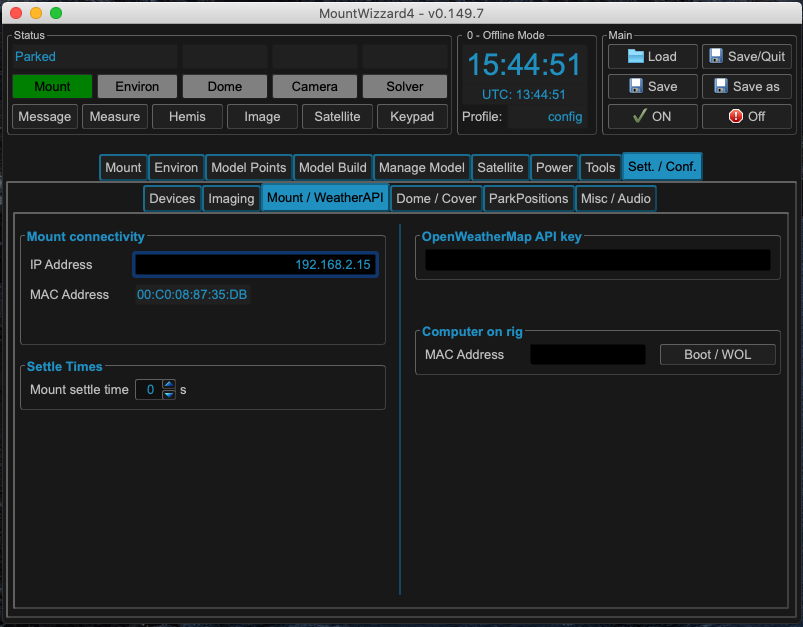 MountWizzard4 - v0.149.7
Status
Parked
Mount Environ Dome Camera Solver
Message Measure Hemis Image Satellite Keypad
0 - Offline Mode
15:44:51
UTC: 13:44:51
Profile: config
Main
Load Save/Quit
Save Save as
ON Off
Mount Environ Model Points Model Build Manage Model Satellite Power Tools Sett. / Conf.
Devices Imaging Mount / WeatherAPI Dome / Cover ParkPositions Misc / Audio
Mount connectivity
IP Address 192.168.2.15
MAC Address 00:C0:08:87:35:DB
Settle Times
Mount settle time 0 s
OpenWeatherMap API key
Computer on rig
MAC Address Boot / WOL